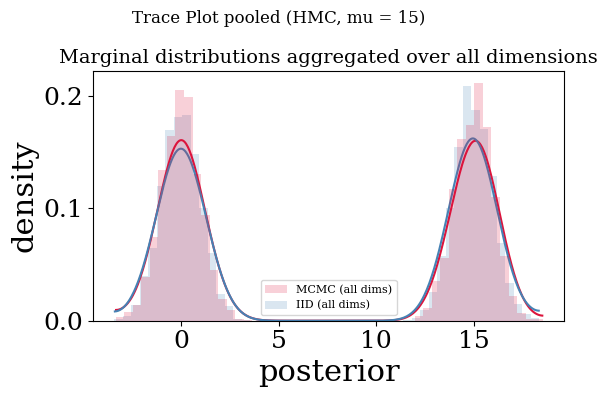 Trace Plot pooled (HMC, mu = 15)
Marginal distributions aggregated over all dimensions
density
0.2
0.1
0.0
MCMC (all dims)
IID (all dims)
0 5 10 15
posterior